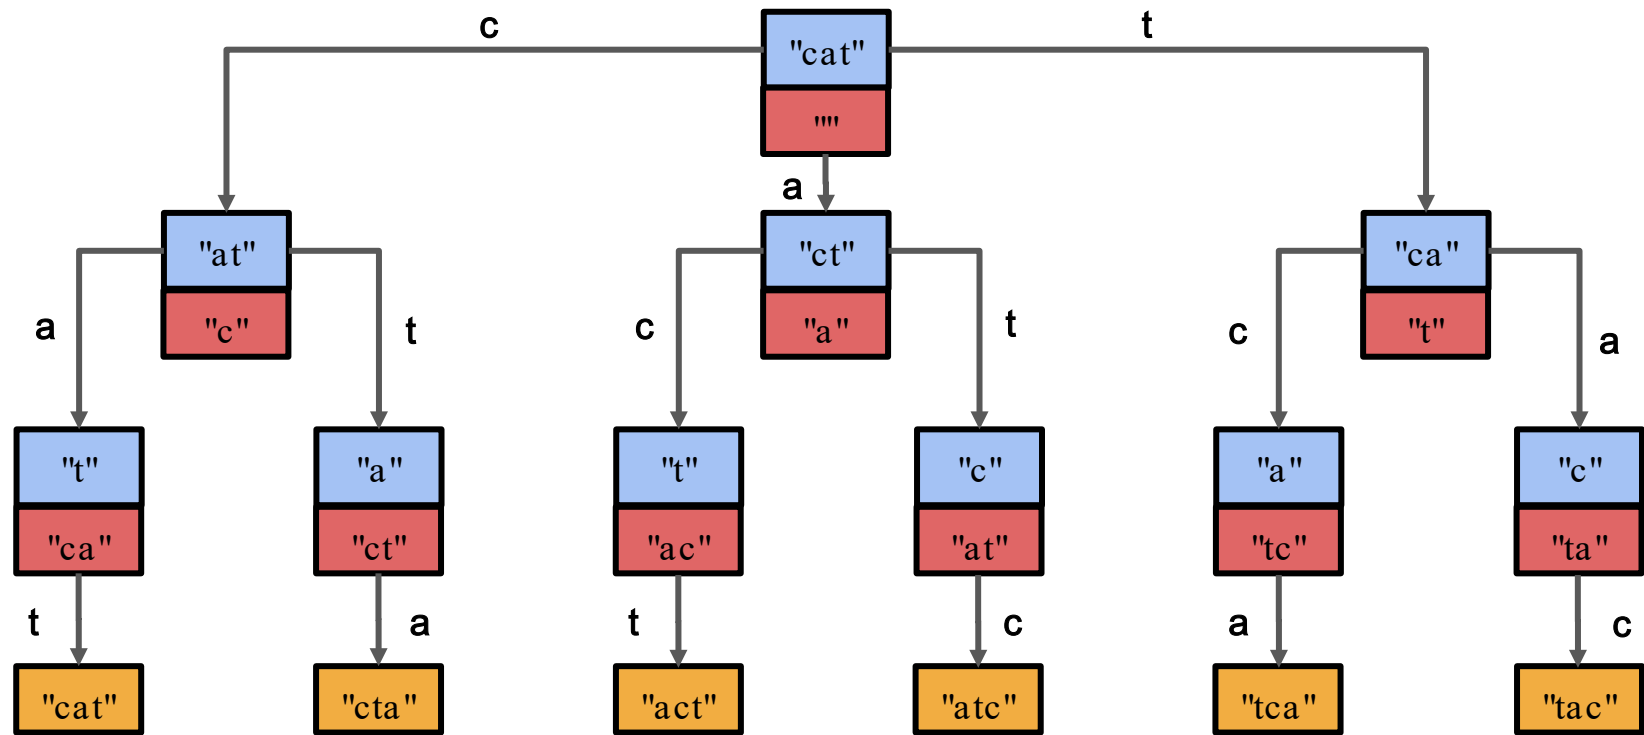 c
t
"cat"
""
a
"at"
"ct"
"ca"
"c"
"a"
"t"
a
t
c
t
c
a
"t"
"a"
"t"
"c"
"a"
"c"
"ca"
"ct"
"ac"
"at"
"tc"
"ta"
t
a
t
c
a
c
"cat"
"cta"
"act"
"atc"
"tca"
"tac"